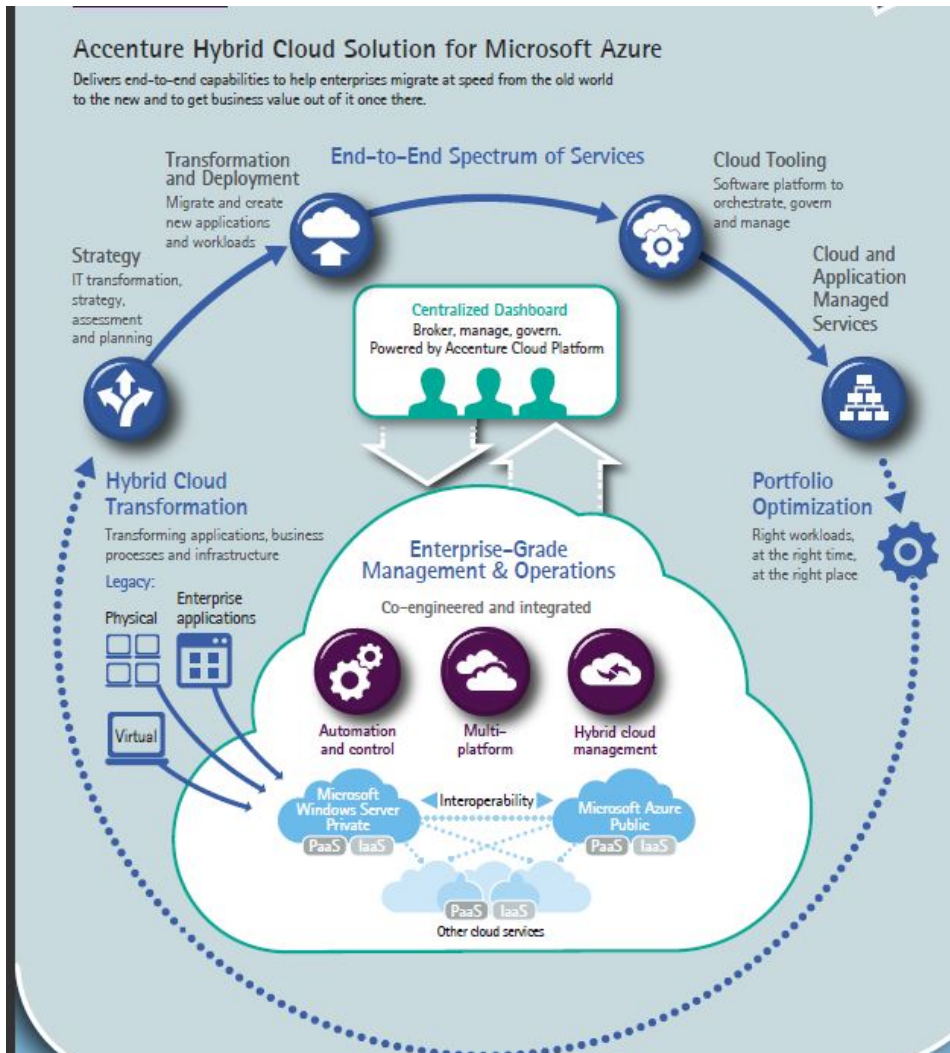 Accenture Hybrid Cloud Solution for Microsoft Azure
Delivers end-to-end capabilities to help enterprises migrate at speed from the old world
to the new and to get business value out of it once there.
End-to-End Spectrum of Services
Transformation
and Deployment
Migrate and create
new applications
and workloads
Cloud Tooling
Software platform to
orchestrate, govern
and manage
Strategy
IT transformation,
strategy,
assessment
and planning
Cloud and
Application
Managed
Services
Centralized Dashboard
Broker, manage, govern.
Powered by Accenture Cloud Platform
Hybrid Cloud
Transformation
Transforming applications, business
processes and infrastructure
Legacy:
Physical
Enterprise
applications
Virtual
Portfolio
Optimization
Right workloads,
at the right time,
at the right place
Enterprise-Grade
Management & Operations
Co-engineered and integrated
Automation
and control
Multi-
platform
Hybrid cloud
management
Microsoft
Windows Server
Private
PaaS IaaS
Interoperability
Microsoft Azure
Public
PaaS IaaS
PaaS IaaS
Other cloud services